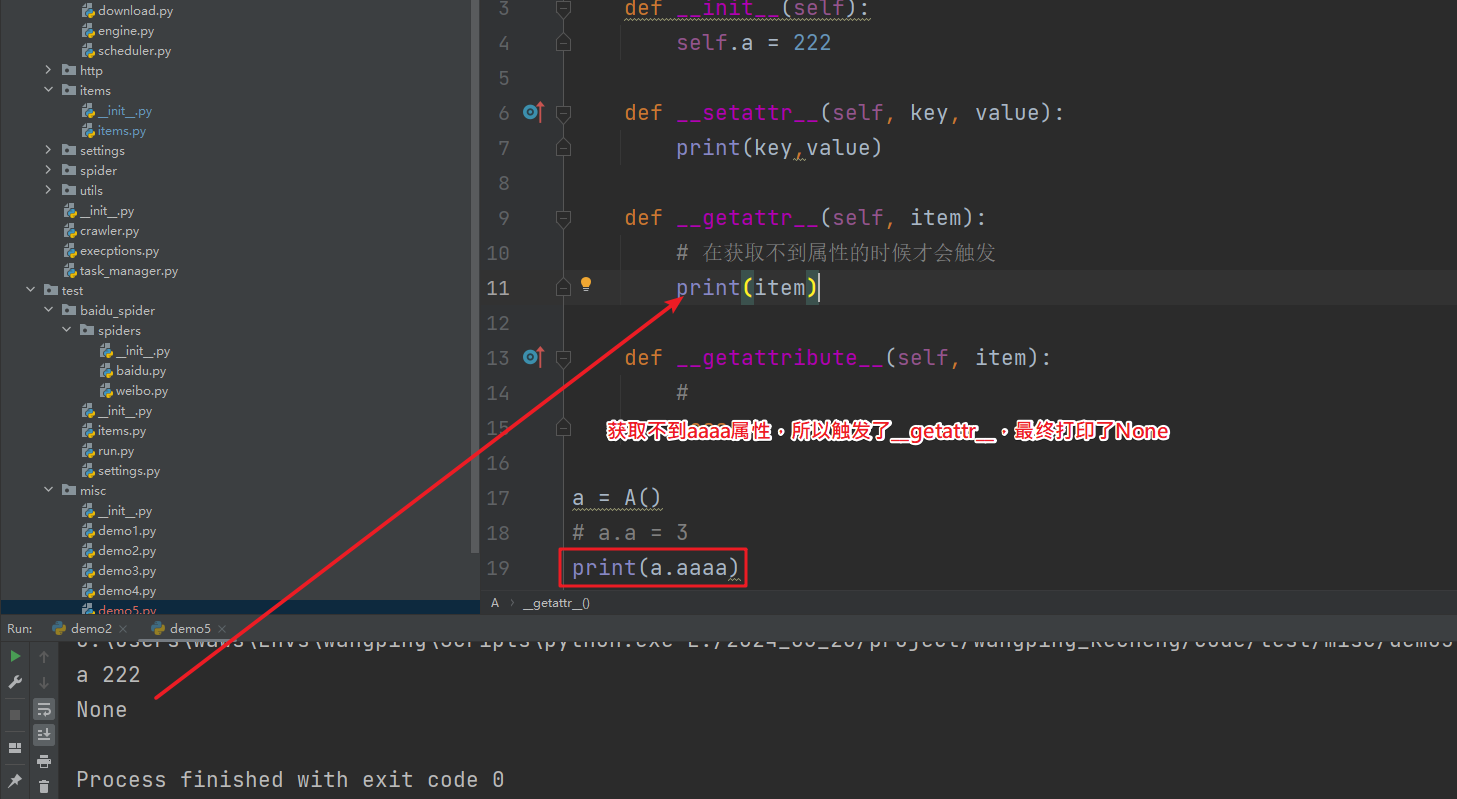 download.py
engine.py
scheduler.py
http
items
__init__.py
items.py
settings
spider
utils
__init__.py
crawler.py
execptions.py
task_manager.py
test
baidu_spider
spiders
__init__.py
baidu.py
weibo.py
__init__.py
items.py
run.py
settings.py
misc
__init__.py
demo1.py
demo2.py
demo3.py
demo4.py
demo5.py
3 def __init__(self):
4 self.a = 222
5
6 def __setattr__(self, key, value):
7 print(key,value)
8
9 def __getattr__(self, item):
10 # 在获取不到属性的时候才会触发
11 print(item)
12
13 def __getattribute__(self, item):
14 #
15
获取不到aaaa属性，所以触发了__getattr__，最终打印了None
16
17 a = A()
18 # a.a = 3
19 print(a.aaaa)
A › __getattr__()
Run: demo2 × demo5 ×
a 222
None
Process finished with exit code 0